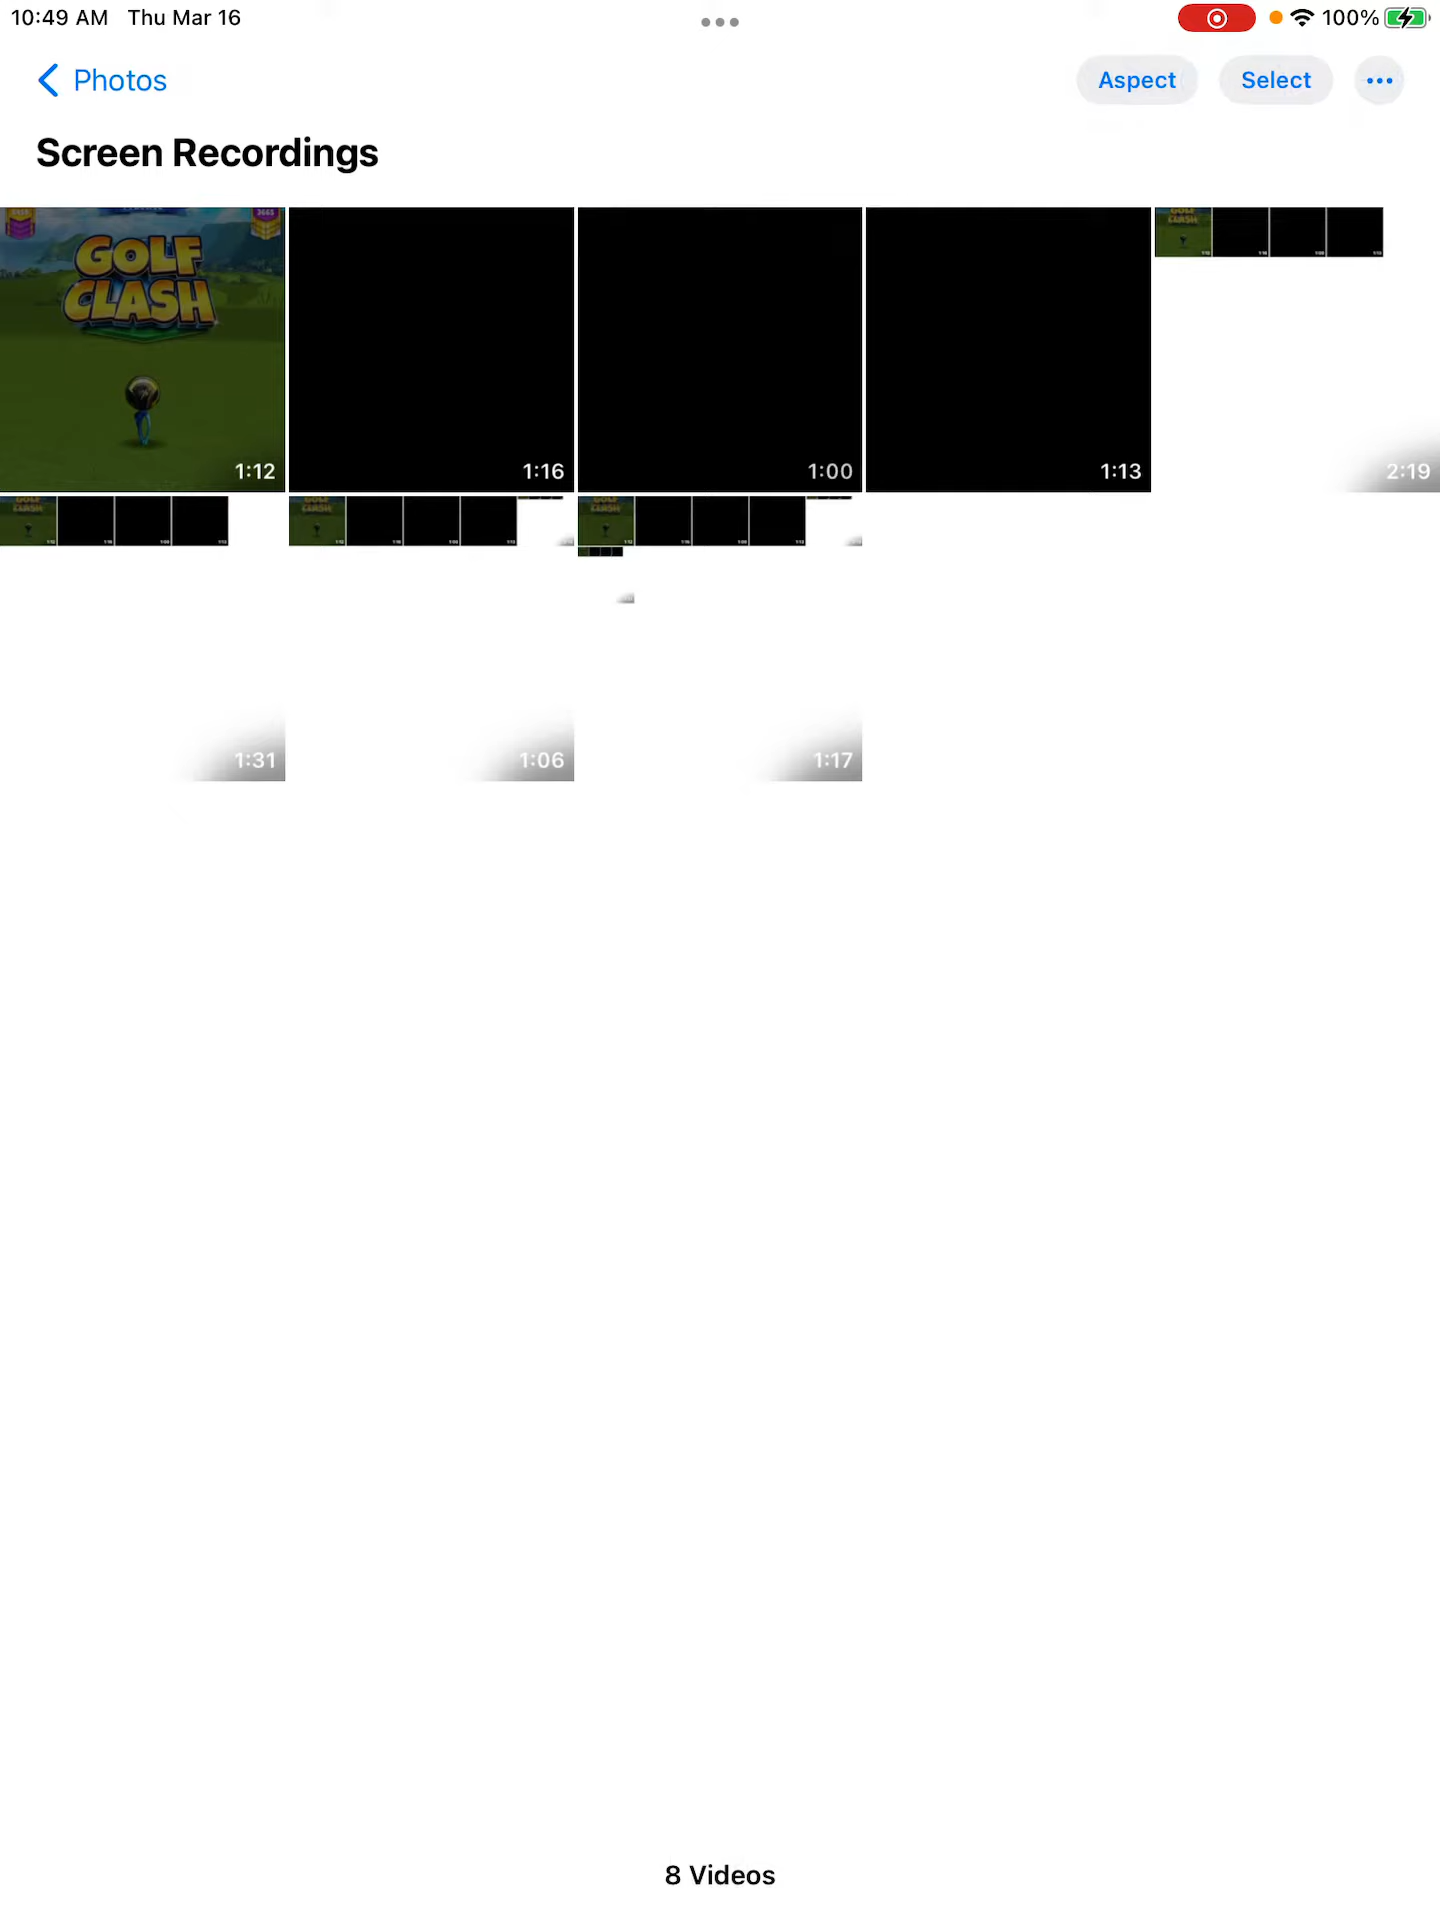 10:49 AM Thu Mar 16
100%
Photos
Aspect
Select
Screen Recordings
3665
GOLF
CLASH
1:12
1:16
1:00
1:13
2:19
1:31
1:06
1:17
8 Videos